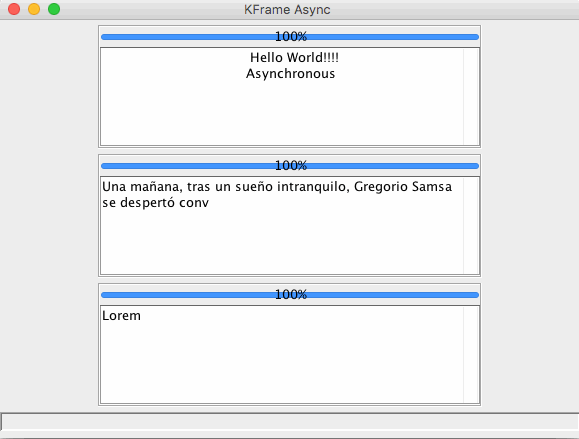 KFrame Async
100%
Hello World!!!!
Asynchronous
100%
Una mañana, tras un sueño intranquilo, Gregorio Samsa
se despertó conv
100%
Lorem